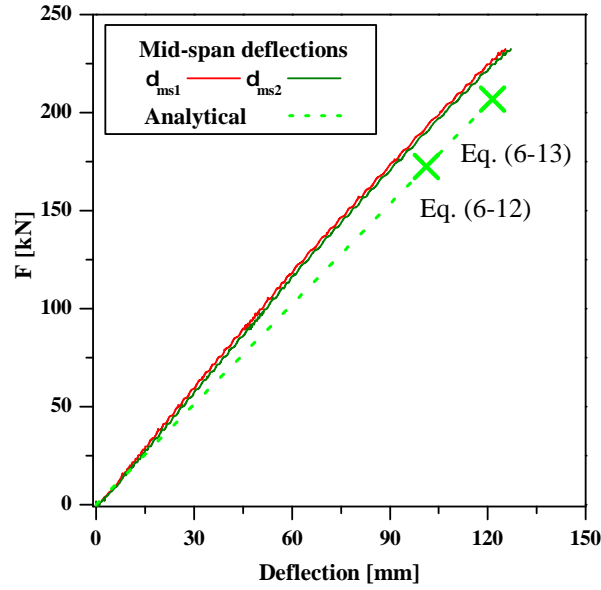 250
200
150
100
50
0
F [kN]
Mid-span deflections
dms1 dms2
Analytical
Eq. (6-13)
Eq. (6-12)
0 30 60 90 120 150
Deflection [mm]